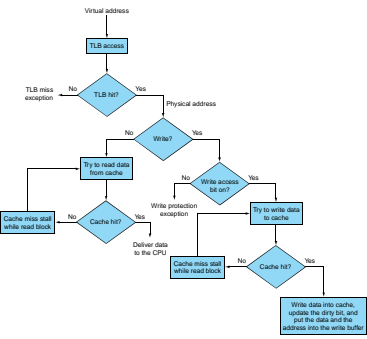 Virtual address
TLB access
TLB hit?
No
Yes
TLB miss
exception
Physical address
Write?
No
Yes
Try to read data
from cache
Write access
bit on?
No
Yes
Write protection
exception
Try to write data
to cache
Cache miss stall
while read block
No
Cache hit?
Yes
Deliver data
to the CPU
Cache miss stall
while read block
No
Cache hit?
Yes
Write data into cache,
update the dirty bit, and
put the data and the
address into the write buffer